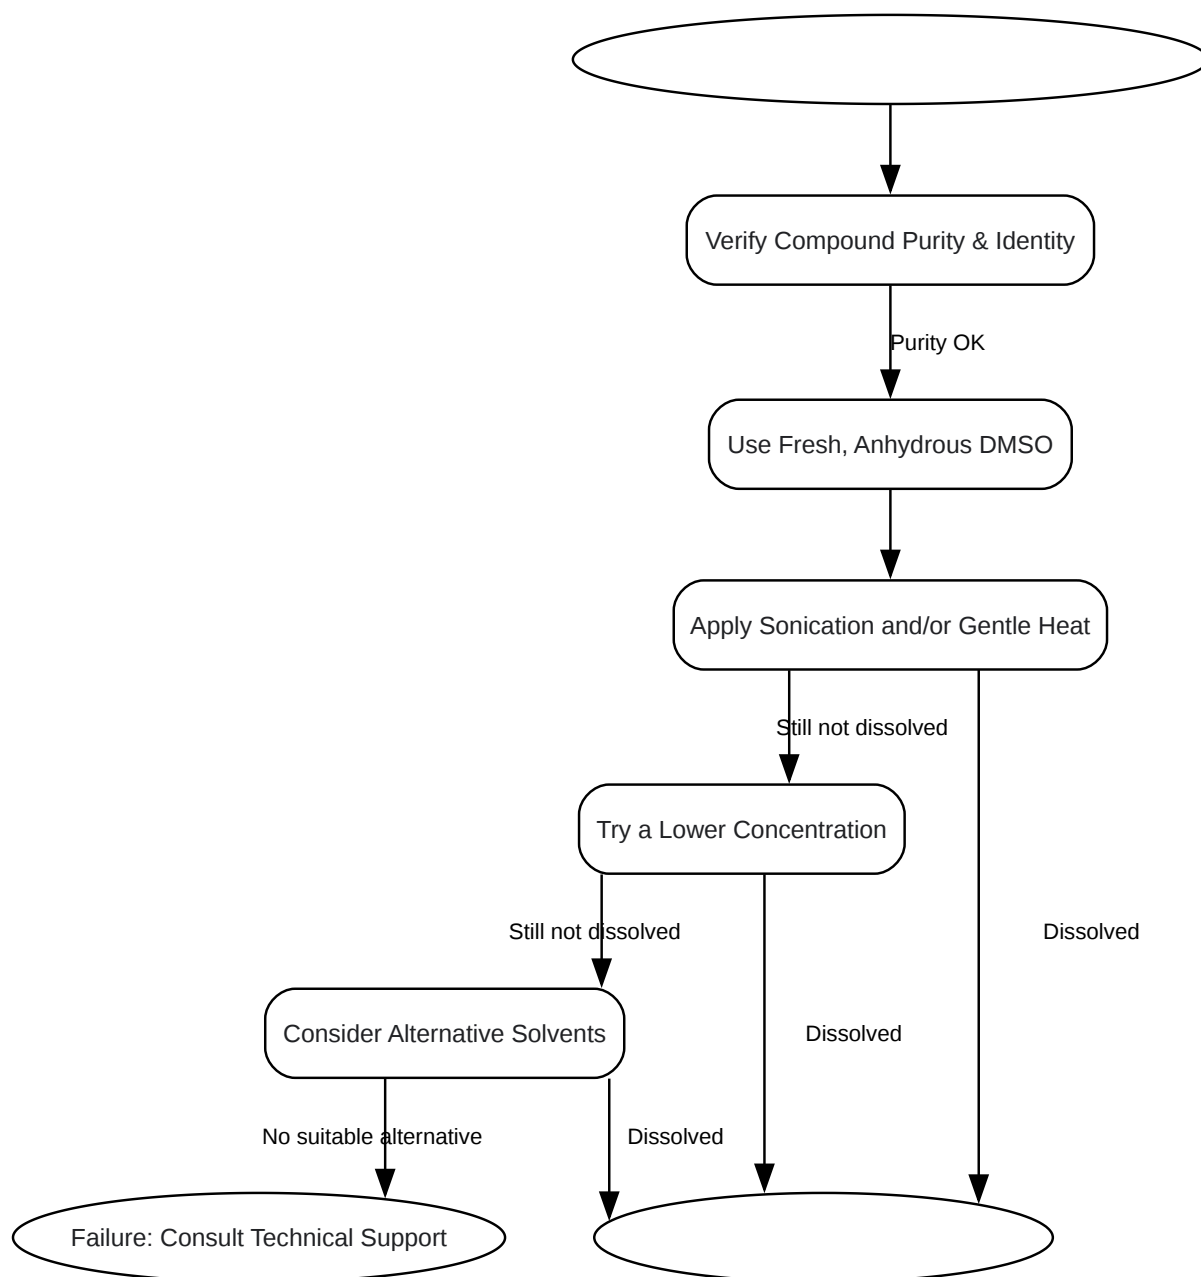 Verify Compound Purity & Identity
Purity OK
Use Fresh, Anhydrous DMSO
Apply Sonication and/or Gentle Heat
Still not dissolved
Try a Lower Concentration
Still not dissolved
Dissolved
Consider Alternative Solvents
Dissolved
No suitable alternative
Dissolved
Failure: Consult Technical Support